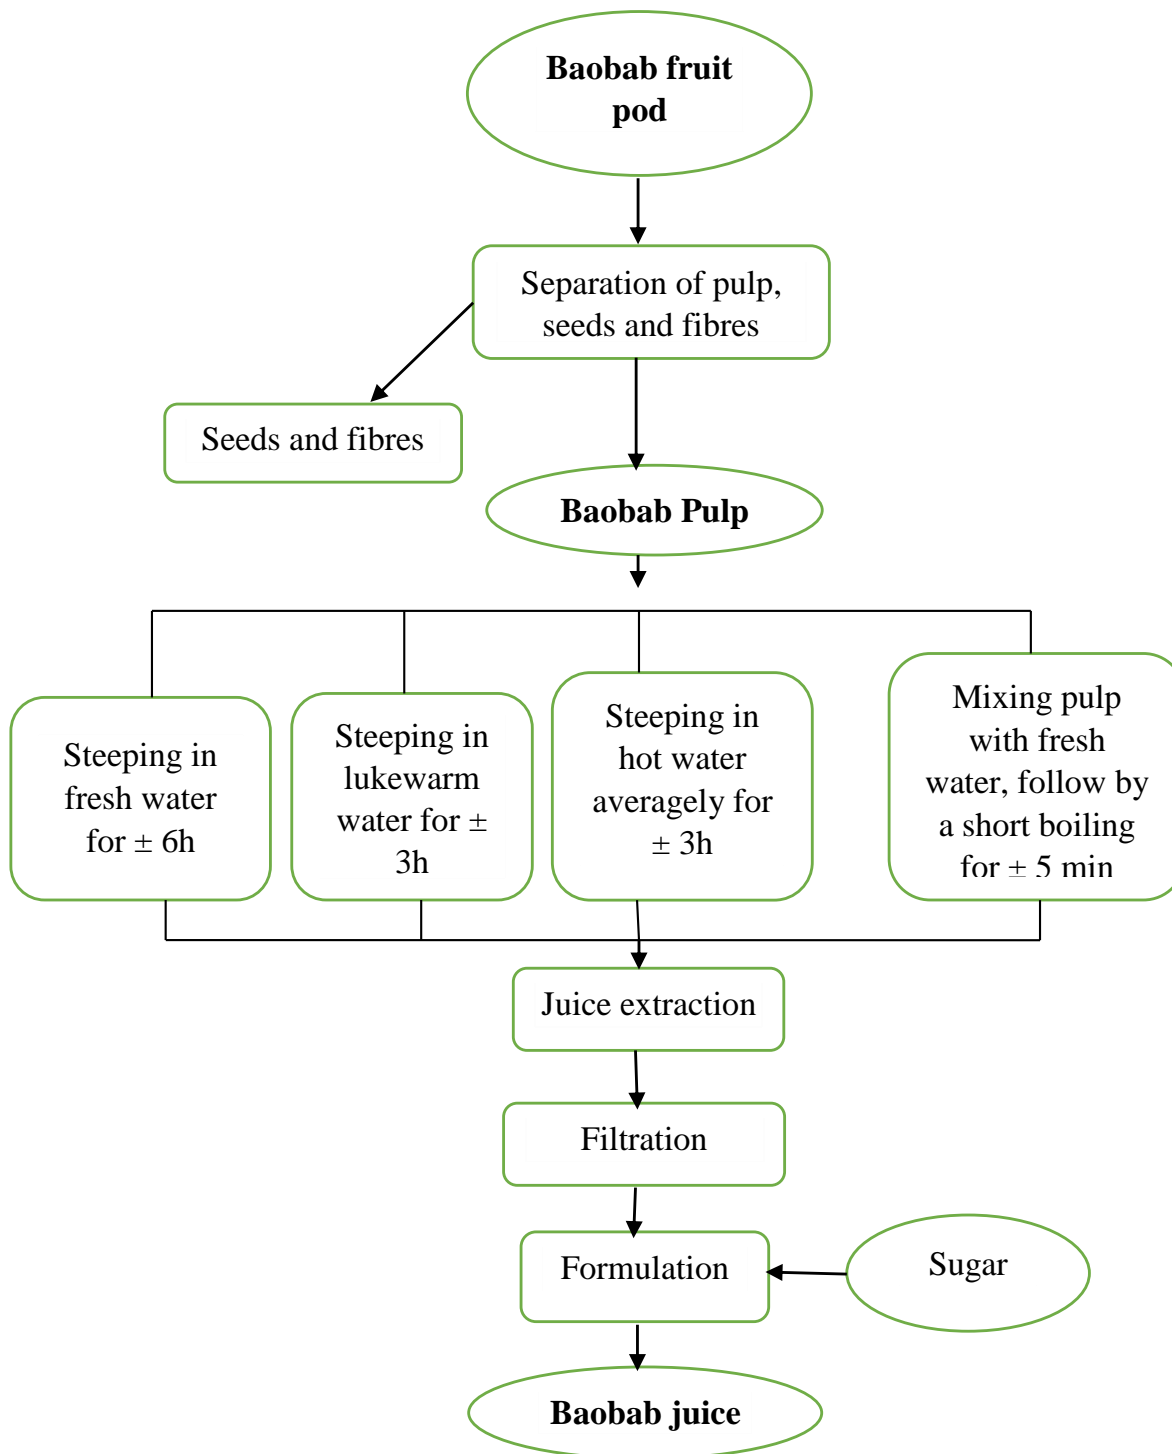 Baobab fruit
pod
Separation of pulp,
seeds and fibres
Seeds and fibres
Baobab Pulp
Steeping in
fresh water
for ± 6h
Steeping in
lukewarm
water for ±
3h
Steeping in
hot water
averagely for
± 3h
Mixing pulp
with fresh
water, follow by
a short boiling
for ± 5 min
Juice extraction
Filtration
Formulation
Sugar
Baobab juice